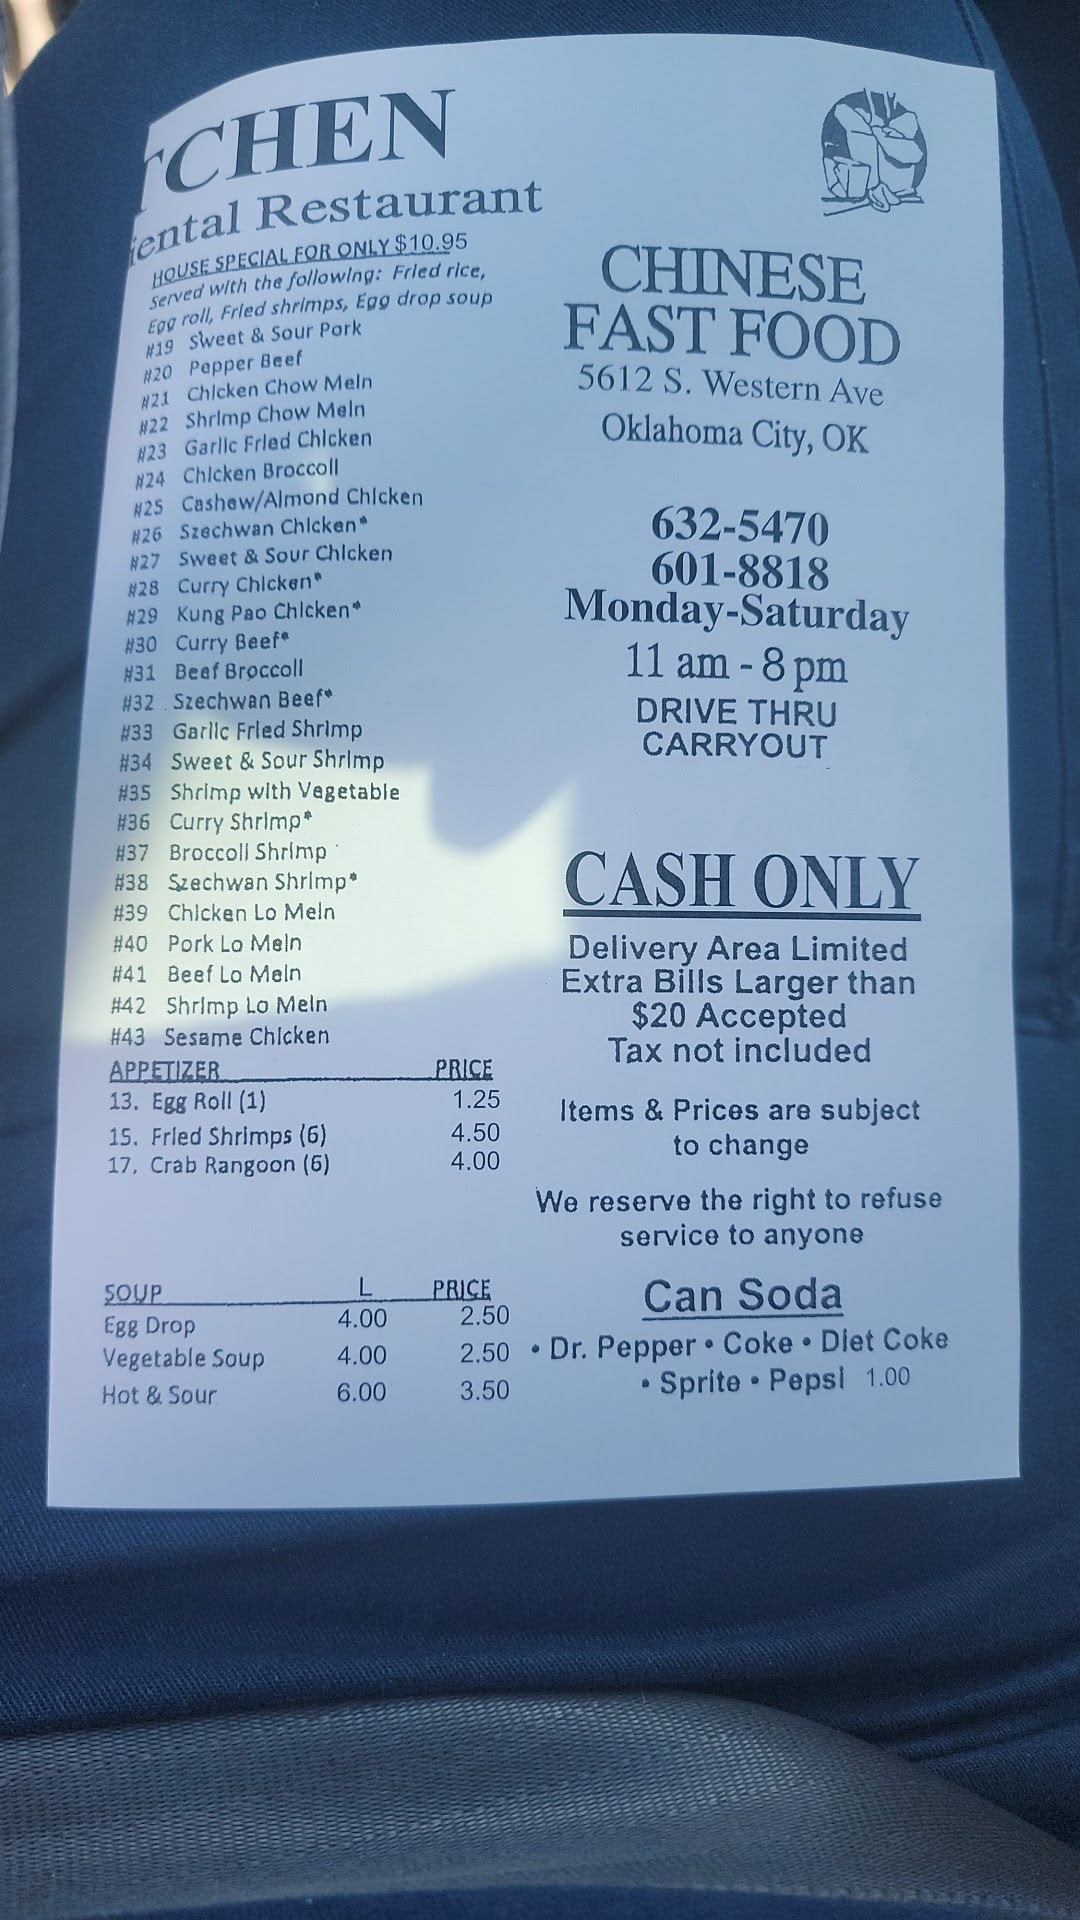 TCHEN
ental Restaurant
HOUSE SPECIAL FOR ONLY $10.95
Served with the following: Fried rice,
Egg roll, Fried shrimps, Egg drop soup
#19 Sweet & Sour Pork
#20 Pepper Beef
#21 Chicken Chow Mein
#22 Shrimp Chow Mein
#23 Garlic Fried Chicken
#24 Chicken Broccoli
#25 Cashew/Almond Chicken
#26 Szechwan Chicken*
#27 Sweet & Sour Chicken
#28 Curry Chicken*
#29 Kung Pao Chicken*
#30 Curry Beef*
#31 Beef Broccoli
#32 Szechwan Beef*
#33 Garlic Fried Shrimp
#34 Sweet & Sour Shrimp
#35 Shrimp with Vegetable
#36 Curry Shrimp*
#37 Broccoli Shrimp
#38 Szechwan Shrimp*
#39 Chicken Lo Mein
#40 Pork Lo Mein
#41 Beef Lo Mein
#42 Shrimp Lo Mein
#43 Sesame Chicken
APPETIZER PRICE
13. Egg Roll (1) 1.25
15. Fried Shrimps (6) 4.50
17. Crab Rangoon (6) 4.00
SOUP L PRICE
Egg Drop 4.00 2.50
Vegetable Soup 4.00 2.50
Hot & Sour 6.00 3.50
CHINESE
FAST FOOD
5612 S. Western Ave
Oklahoma City, OK
632-5470
601-8818
Monday-Saturday
11 am - 8 pm
DRIVE THRU
CARRYOUT
CASH ONLY
Delivery Area Limited
Extra Bills Larger than
$20 Accepted
Tax not included
Items & Prices are subject
to change
We reserve the right to refuse
service to anyone
Can Soda
• Dr. Pepper • Coke • Diet Coke
• Sprite • Pepsi 1.00